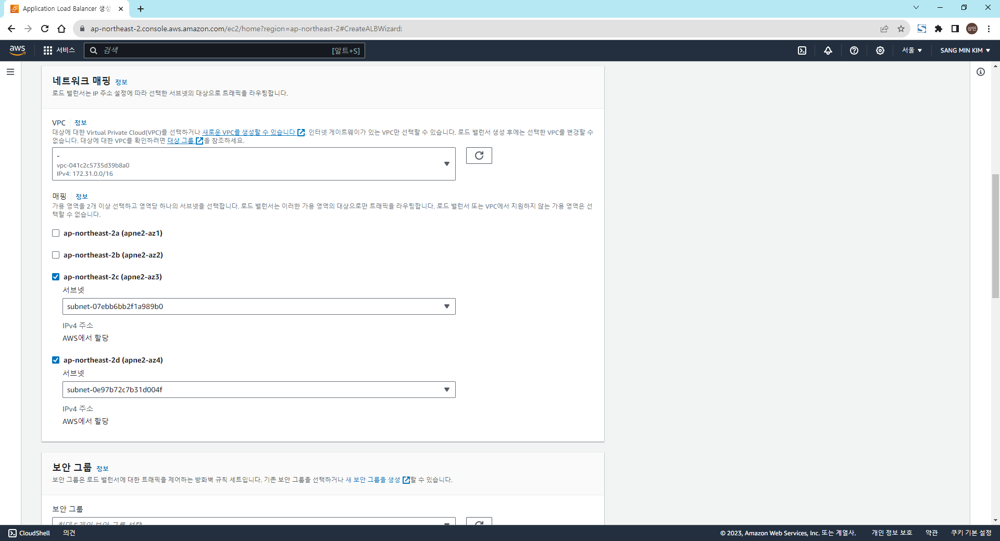 Application Load Balancer 생성
ap-northeast-2.console.aws.amazon.com/ec2/home?region=ap-northeast-2#CreateALBWizard:
상민
aws
서비스
검색
[알트+S]
서울
SANG MIN KIM
네트워크 매핑 정보
로드 밸런서는 IP 주소 설정에 따라 선택한 서브넷의 대상으로 트래픽을 라우팅합니다.
VPC 정보
대상에 대한 Virtual Private Cloud(VPC)를 선택하거나 새로운 VPC를 생성할 수 있습니다. 인터넷 게이트웨이가 있는 VPC만 선택할 수 있습니다. 로드 밸런서 생성 후에는 선택한 VPC를 변경할 수
없습니다. 대상에 대한 VPC를 확인하려면 대상 그룹을 참조하세요.
-
vpc-041c2c5735d39b8a0
IPv4: 172.31.0.0/16
매핑 정보
가용 영역을 2개 이상 선택하고 영역당 하나의 서브넷을 선택합니다. 로드 밸런서는 이러한 가용 영역의 대상으로만 트래픽을 라우팅합니다. 로드 밸런서 또는 VPC에서 지원하지 않는 가용 영역은 선
택할 수 없습니다.
ap-northeast-2a (apne2-az1)
ap-northeast-2b (apne2-az2)
ap-northeast-2c (apne2-az3)
서브넷
subnet-07ebb6bb2f1a989b0
IPv4 주소
AWS에서 할당
ap-northeast-2d (apne2-az4)
서브넷
subnet-0e97b72c7b31d004f
IPv4 주소
AWS에서 할당
보안 그룹 정보
보안 그룹은 로드 밸런서에 대한 트래픽을 제어하는 방화벽 규칙 세트입니다. 기존 보안 그룹을 선택하거나 새 보안 그룹을 생성할 수 있습니다.
보안 그룹
최대 5개의 보안 그룹 선택
CloudShell
의견
© 2023, Amazon Web Services, Inc. 또는 계열사.
개인 정보 보호
약관
쿠키 기본 설정